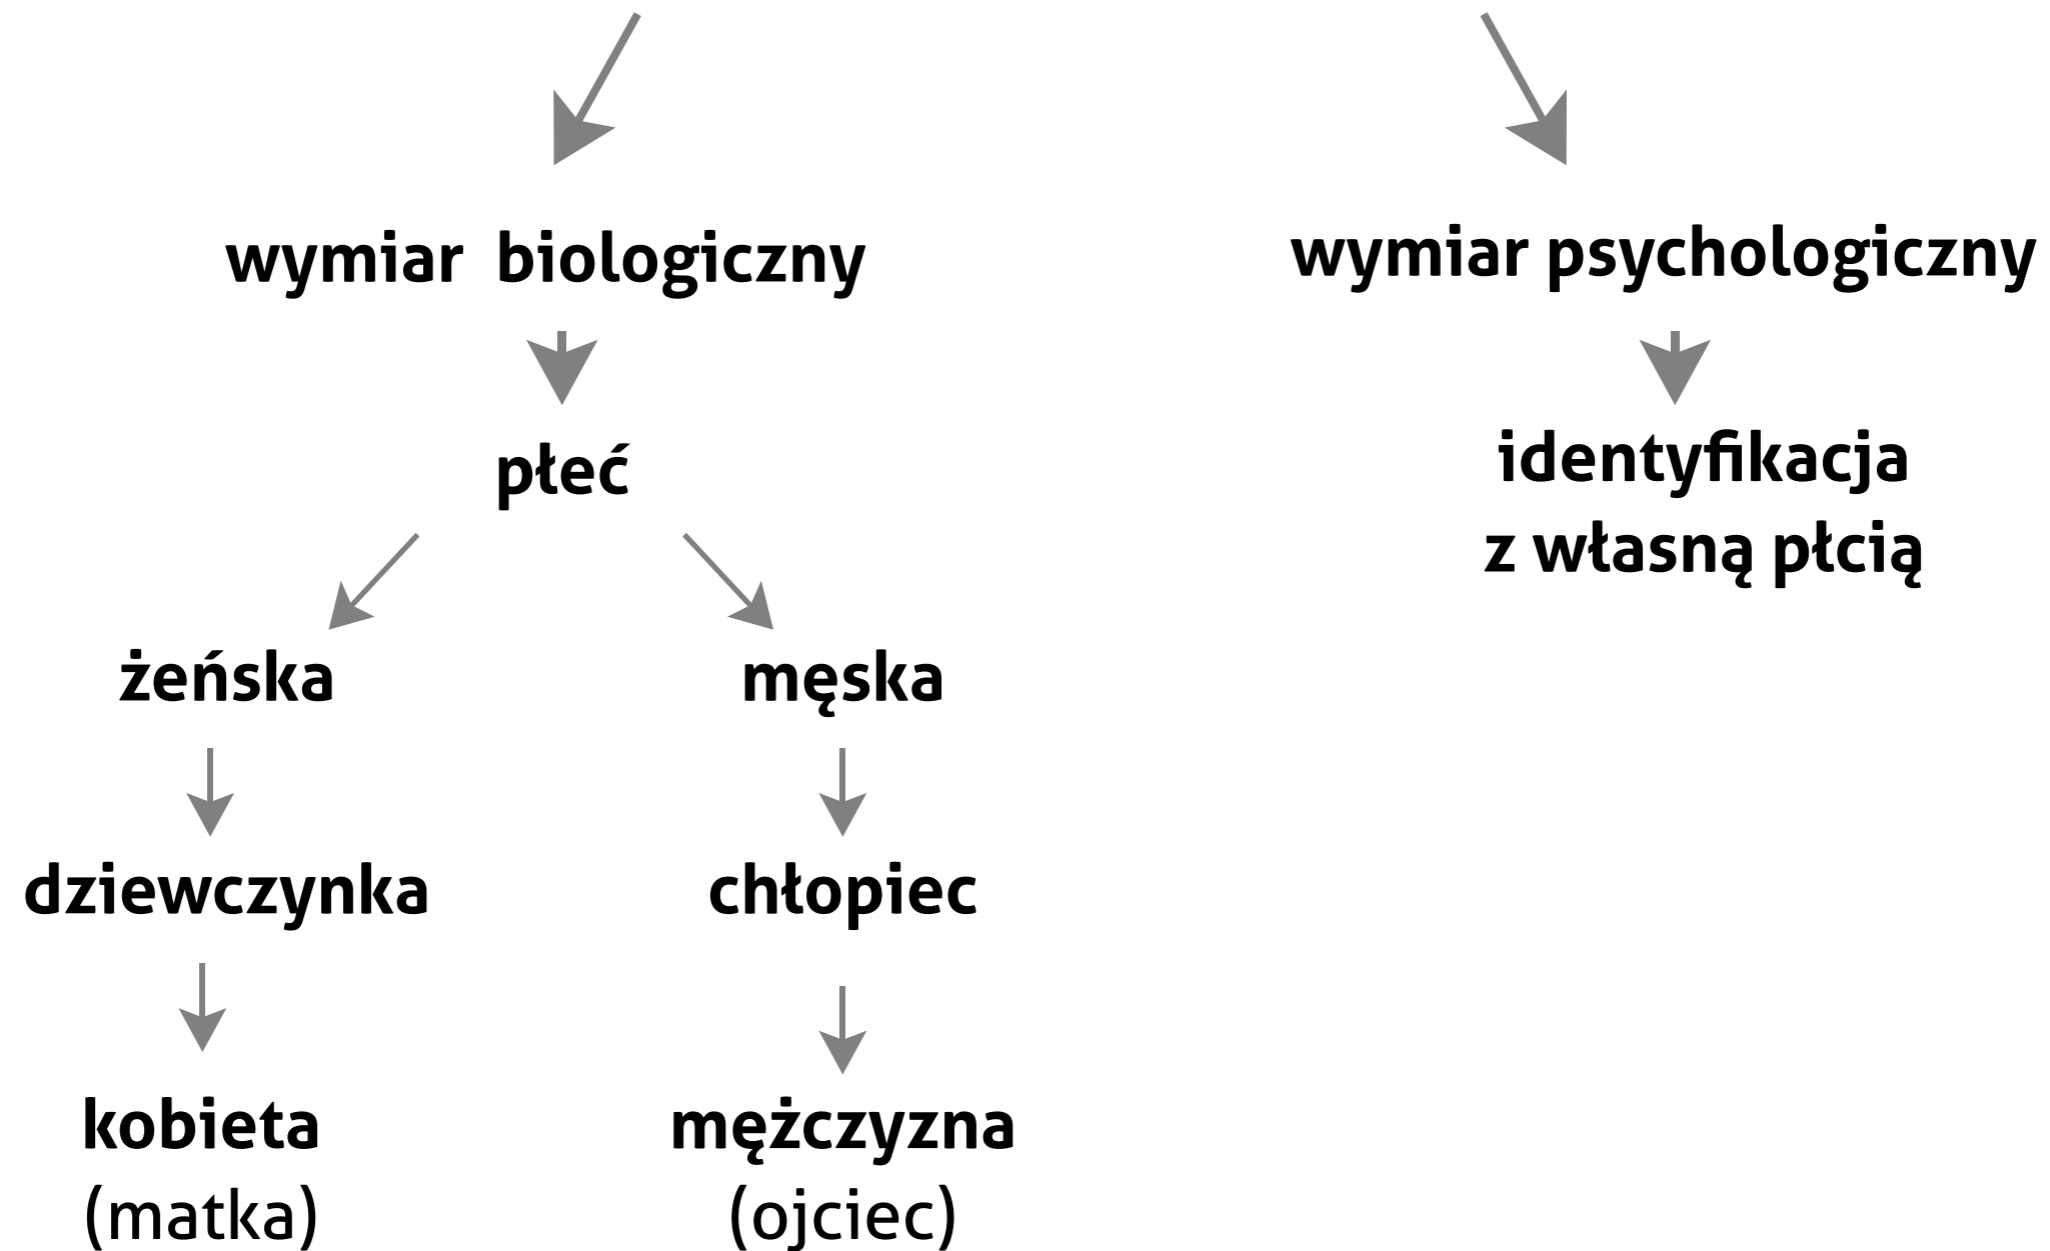 wymiar biologiczny
wymiar psychologiczny
płeć
identyfikacja
z własną płcią
żeńska
męska
dziewczynka
chłopiec
kobieta
(matka)
mężczyzna
(ojciec)